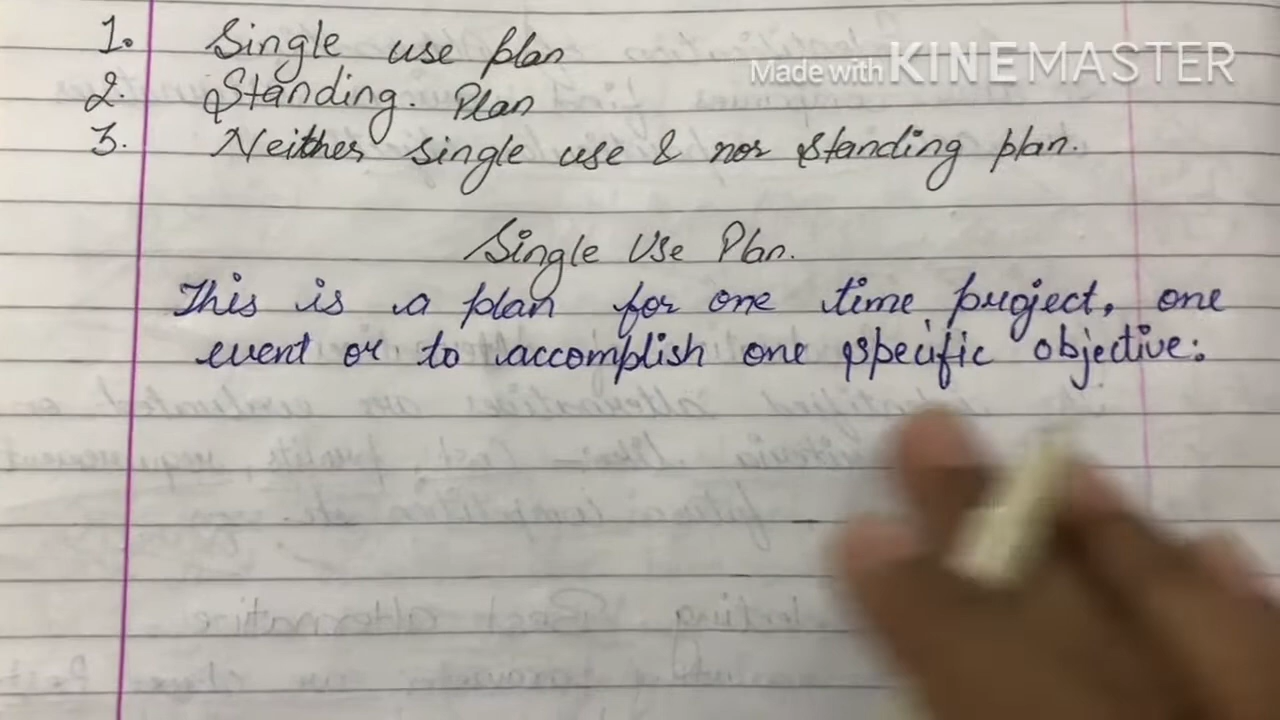 1. Single use plan
Made with KINEMASTER
2. Standing. Plan
3. Neither single use & nor standing plan.
Single Use Plan.
This is a plan for one time project, one
event or to accomplish one specific objective: